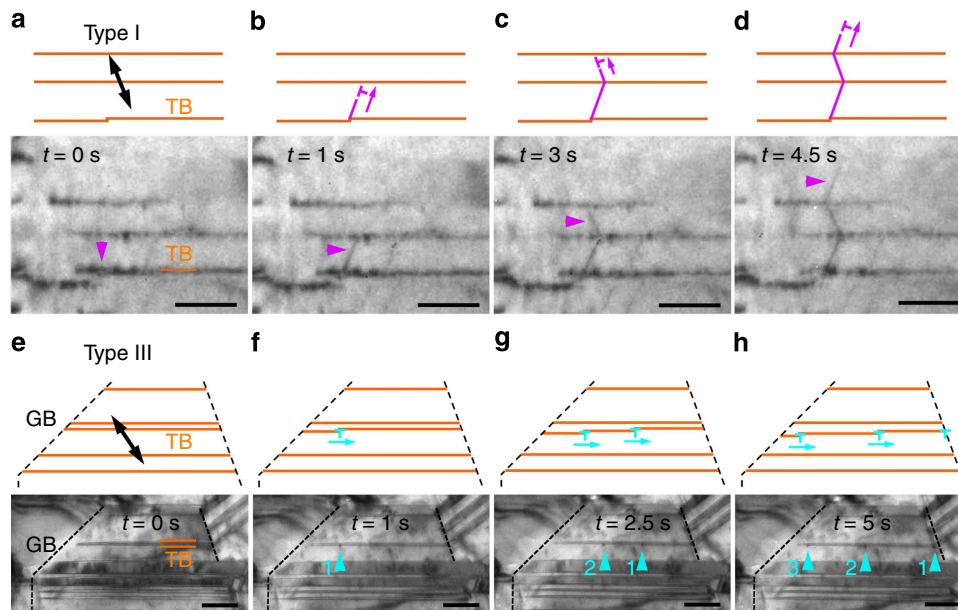 a
b
c
d
Type I
TB
t = 0 s
t = 1 s
t = 3 s
t = 4.5 s
TB
e
f
g
h
Type III
GB
TB
t = 0 s
t = 1 s
t = 2.5 s
t = 5 s
GB
TB
1
2 1
3 2 1